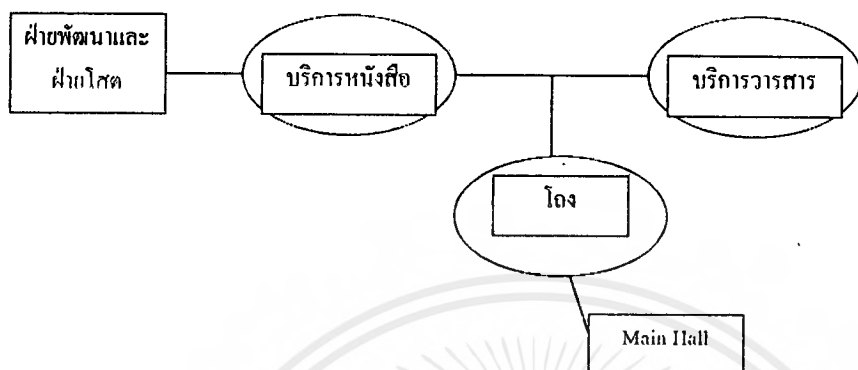 ฝ่ายพัฒนาและ
ฝ่ายโสต
บริการหนังสือ
บริการวารสาร
โถง
Main Hall